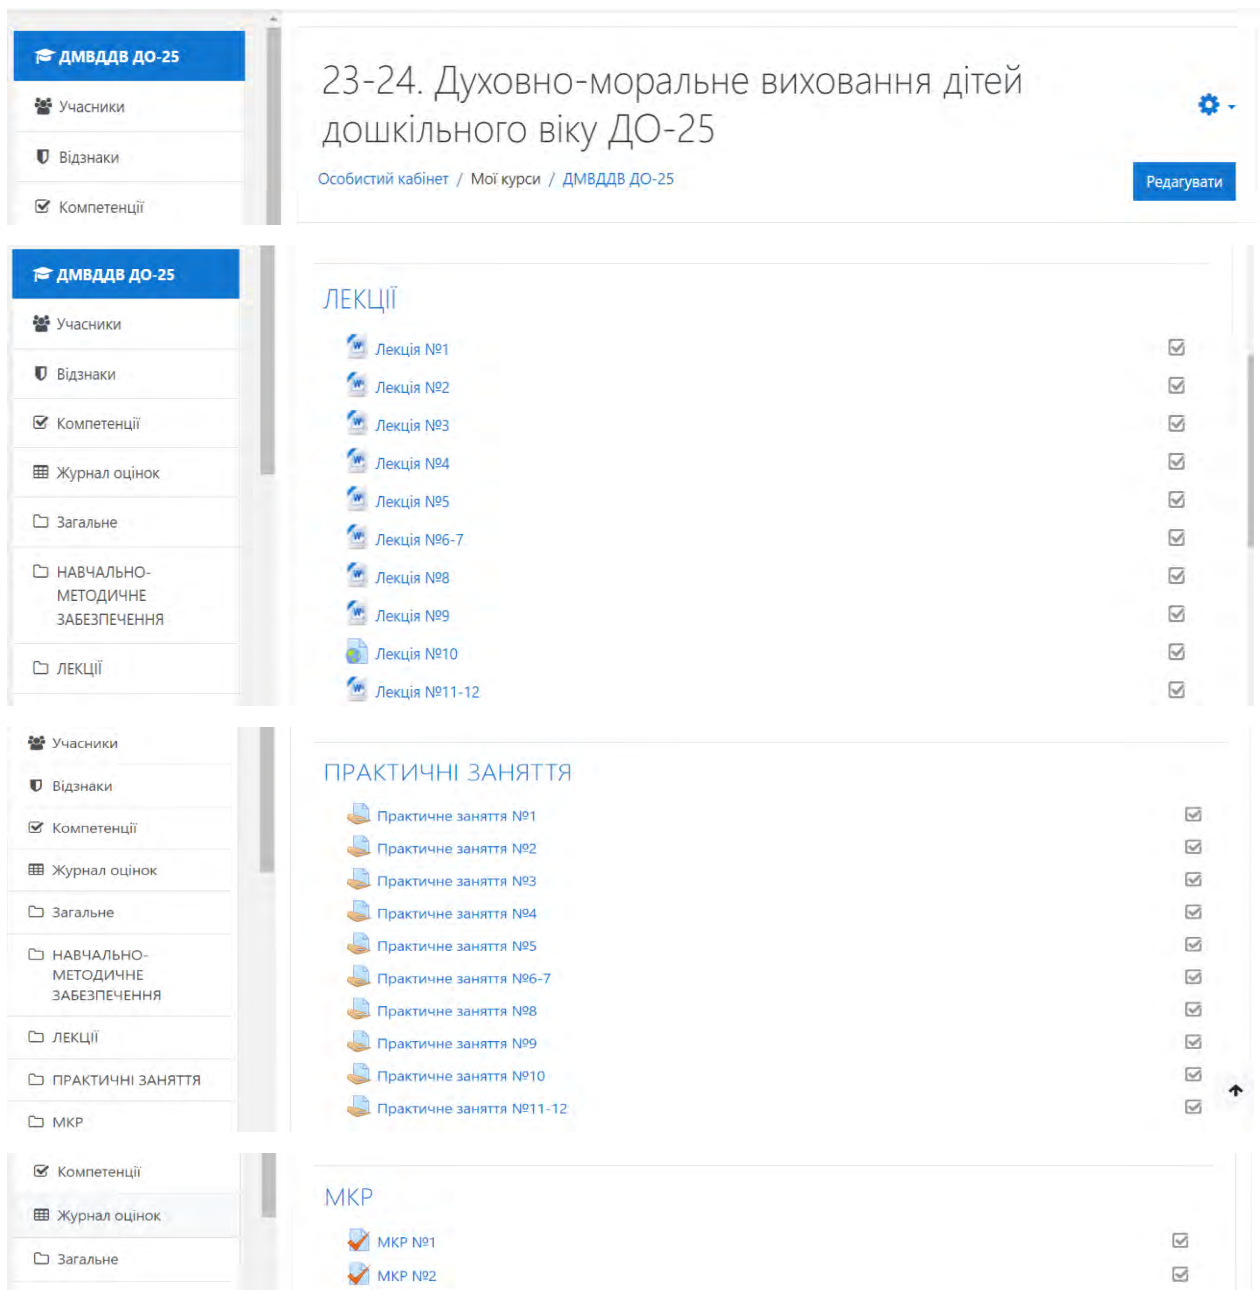 ДМВДДВ ДО-25
Учасники
Відзнаки
Компетенції
23-24. Духовно-моральне виховання дітей
дошкільного віку ДО-25
Особистий кабінет / Мої курси / ДМВДДВ ДО-25
Редагувати
ДМВДДВ ДО-25
Учасники
Відзнаки
Компетенції
Журнал оцінок
Загальне
НАВЧАЛЬНО-
МЕТОДИЧНЕ
ЗАБЕЗПЕЧЕННЯ
ЛЕКЦІЇ
ЛЕКЦІЇ
Лекція №1
Лекція №2
Лекція №3
Лекція №4
Лекція №5
Лекція №6-7
Лекція №8
Лекція №9
Лекція №10
Лекція №11-12
Учасники
Відзнаки
Компетенції
Журнал оцінок
Загальне
НАВЧАЛЬНО-
МЕТОДИЧНЕ
ЗАБЕЗПЕЧЕННЯ
ЛЕКЦІЇ
ПРАКТИЧНІ ЗАНЯТТЯ
МКР
ПРАКТИЧНІ ЗАНЯТТЯ
Практичне заняття №1
Практичне заняття №2
Практичне заняття №3
Практичне заняття №4
Практичне заняття №5
Практичне заняття №6-7
Практичне заняття №8
Практичне заняття №9
Практичне заняття №10
Практичне заняття №11-12
Компетенції
Журнал оцінок
Загальне
МКР
МКР №1
МКР №2